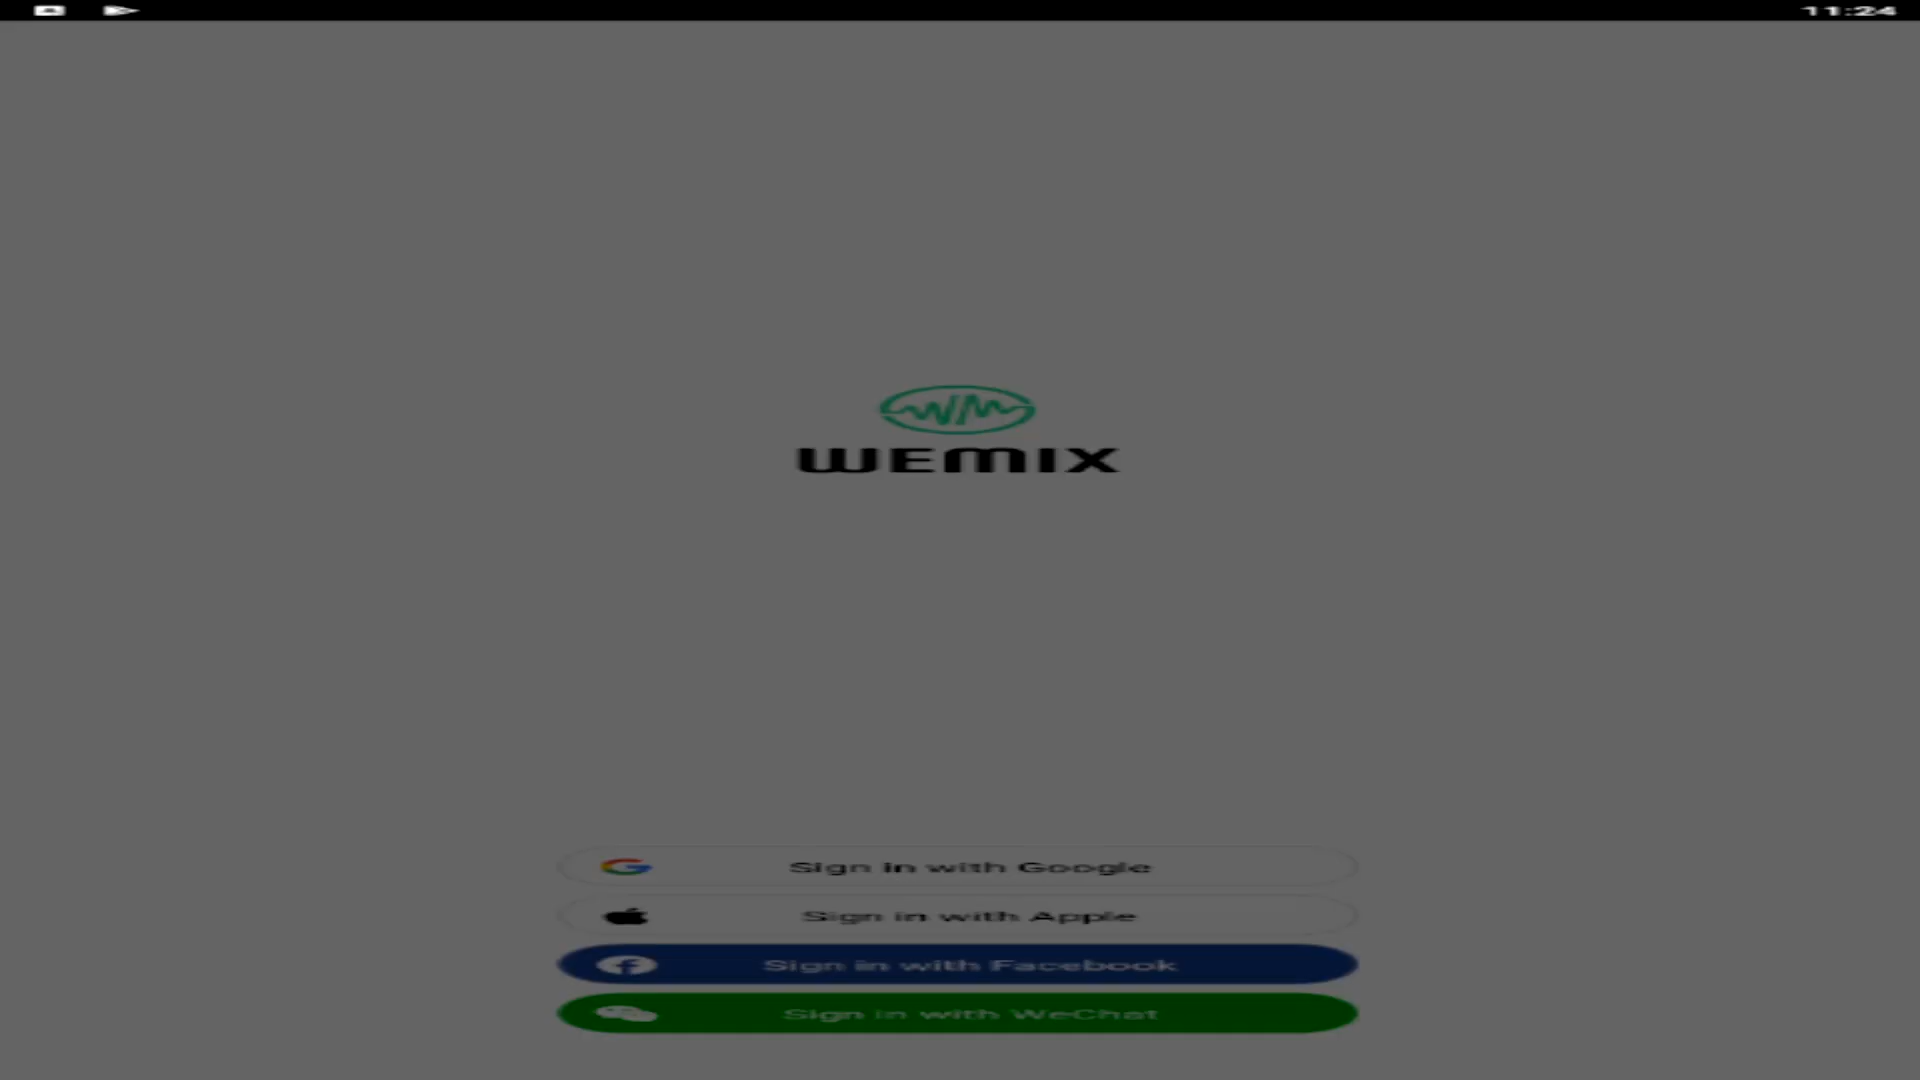 11:24
WEMIX
Sign in with Google
Sign in with Apple
Sign in with Facebook
Sign in with WeChat